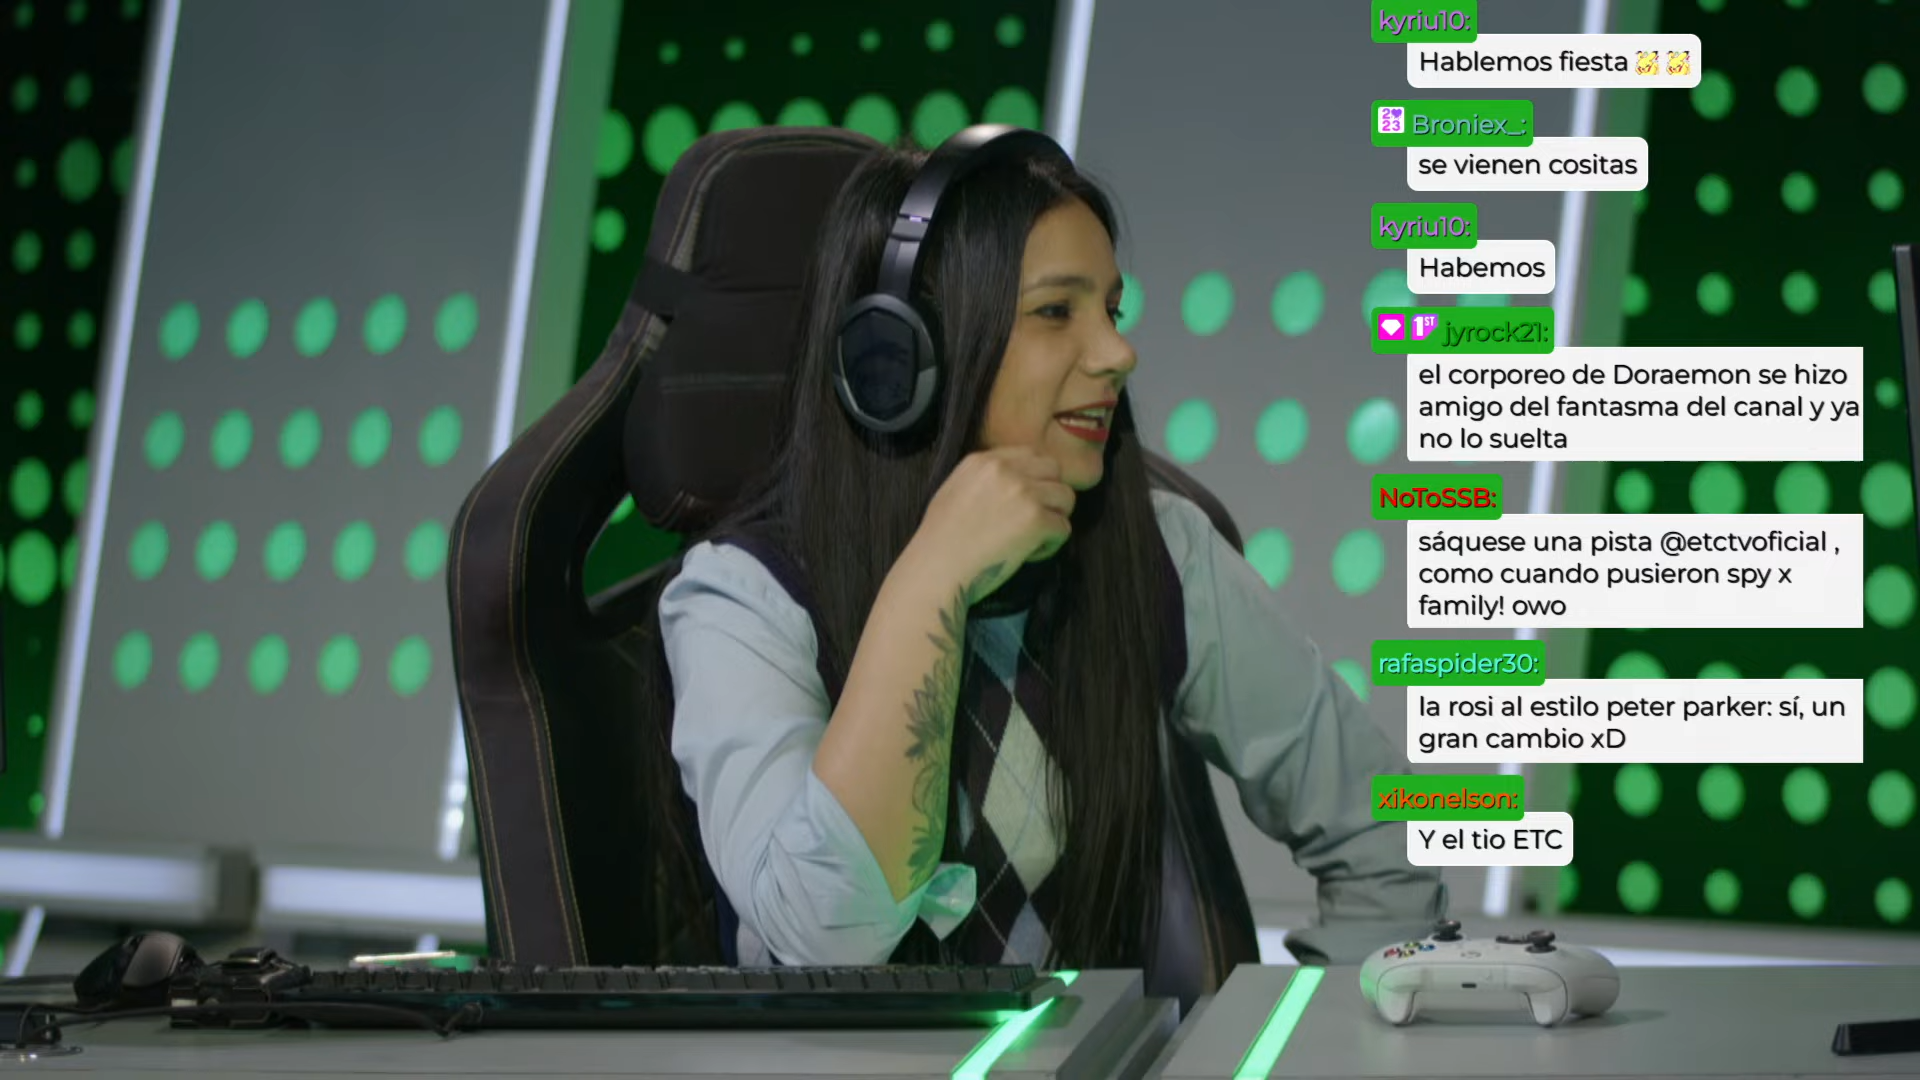 kyriu10:
Hablemos fiesta
2023 Broniex_:
se vienen cositas
kyriu10:
Habemos
1ST jyrock21:
el corporeo de Doraemon se hizo
amigo del fantasma del canal y ya
no lo suelta
NoToSSB:
sáquese una pista @etctvoficial ,
como cuando pusieron spy x
family! owo
rafaspider30:
la rosi al estilo peter parker: sí, un
gran cambio xD
xikonelson:
Y el tio ETC